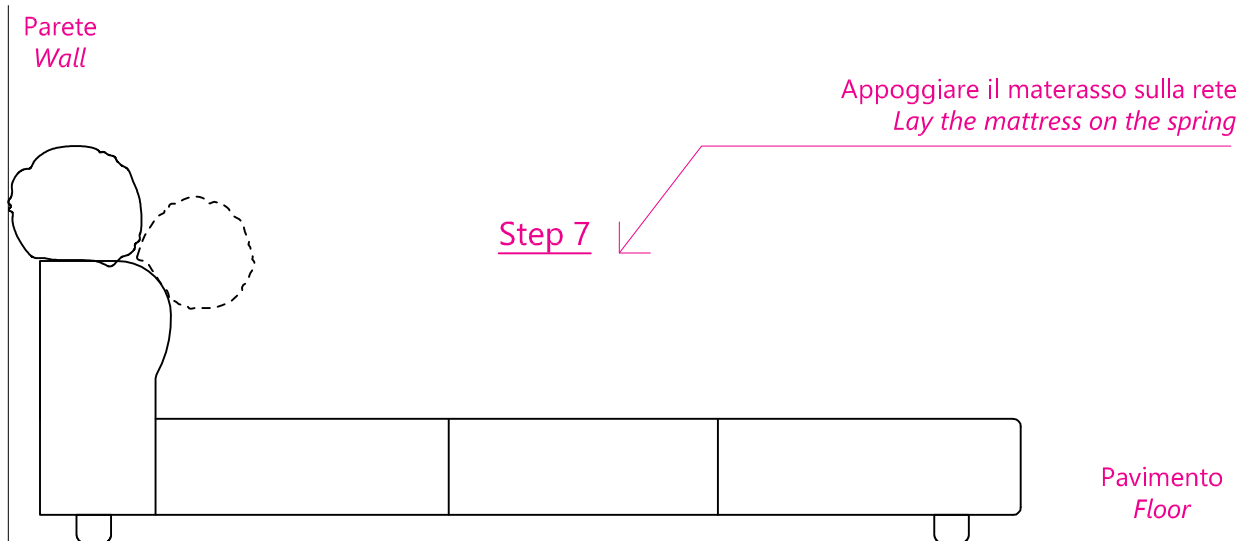 Parete
Wall
Appoggiare il materasso sulla rete
Lay the mattress on the spring
Step 7
Pavimento
Floor